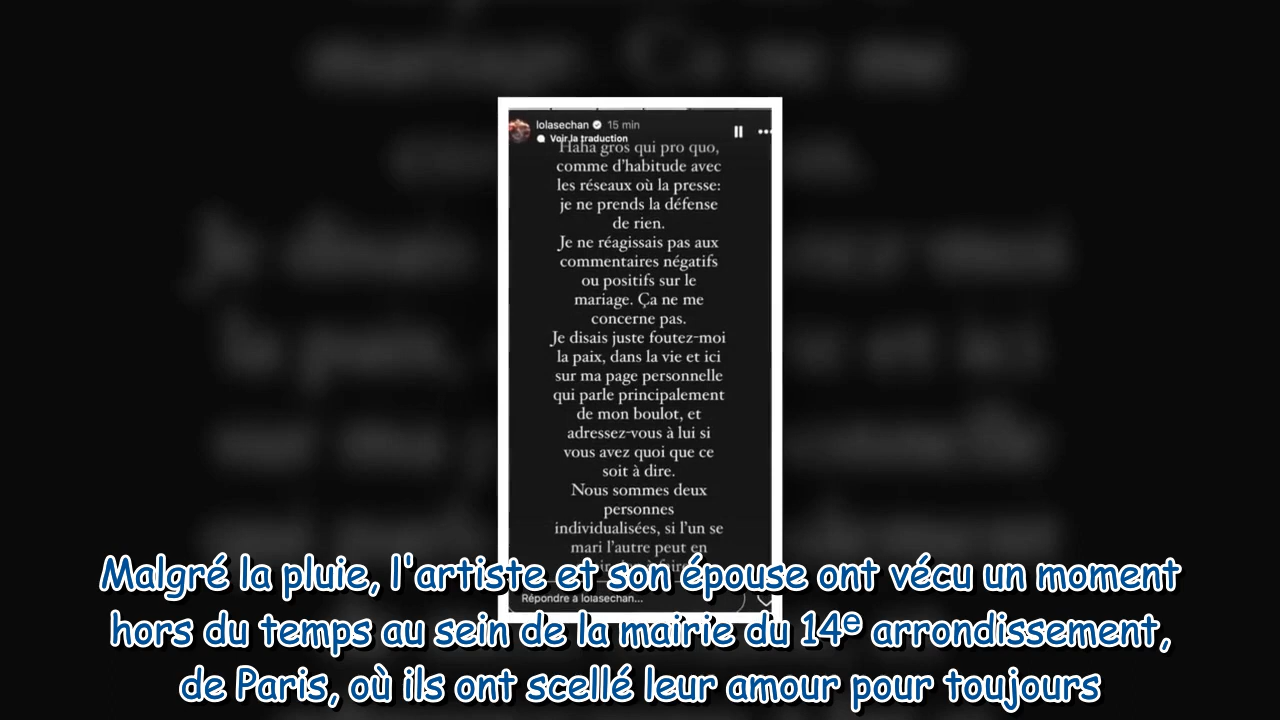 lolasechan 15 min
Voir la traduction
Haha gros qui pro quo,
comme d'habitude avec
les réseaux où la presse:
je ne prends la défense
de rien.
Je ne réagissais pas aux
commentaires négatifs
ou positifs sur le
mariage. Ça ne me
concerne pas.
Je disais juste foutez-moi
la paix, dans la vie et ici
sur ma page personnelle
qui parle principalement
de mon boulot, et
adressez-vous à lui si
vous avez quoi que ce
soit à dire.
Nous sommes deux
personnes
individualisées, si l'un se
mari l'autre peut en
Répondre à lolasechan...
Malgré la pluie, l'artiste et son épouse ont vécu un moment
hors du temps au sein de la mairie du 14e arrondissement,
de Paris, où ils ont scellé leur amour pour toujours